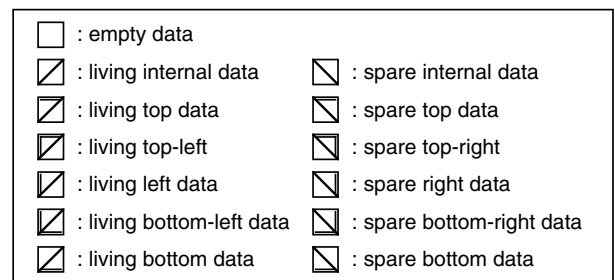 : empty data
: living internal data : spare internal data
: living top data : spare top data
: living top-left : spare top-right
: living left data : spare right data
: living bottom-left data : spare bottom-right data
: living bottom data : spare bottom data